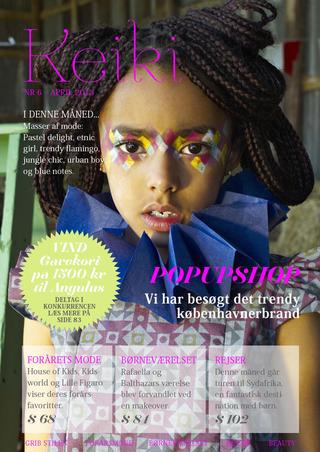 Keiki
NR 6 APRIL 2013
I DENNE MÅNED...
Masser af mode:
Pastel delight, etnic
girl, trendy flamingo,
jungle chic, urban boy
og blue notes.
VIND
Gavekort
pa 1500 kr
til Angulus
DELTAG I
KONKURRENCEN
LÆS MERE PÅ
SIDE 83
POPUPSHOP
Vi har besøgt det trendy
københavnerbrand
FORÅRETS MODE
House of Kids, Kids
world og Lille Figaro
viser deres forårs
favoritter.
S 68
BØRNEVÆRELSET
Rafaella og
Balthazars værelse
blev forvandlet ved
en makeover.
S 84
REJSER
Denne måned går
turen til Sydafrika,
en fantastisk desti
nation med barn.
S 102
BEAUTY